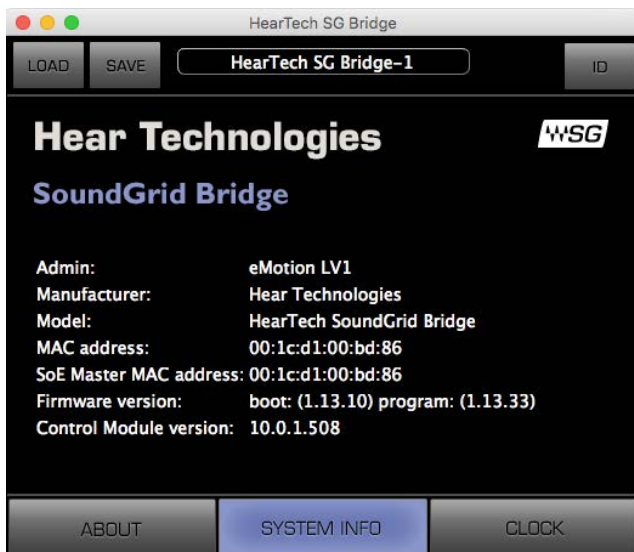 HearTech SG Bridge
LOAD SAVE HearTech SG Bridge-1 ID
Hear Technologies
SG
SoundGrid Bridge
Admin: eMotion LV1
Manufacturer: Hear Technologies
Model: HearTech SoundGrid Bridge
MAC address: 00:1c:d1:00:bd:86
SoE Master MAC address: 00:1c:d1:00:bd:86
Firmware version: boot: (1.13.10) program: (1.13.33)
Control Module version: 10.0.1.508
ABOUT SYSTEM INFO CLOCK